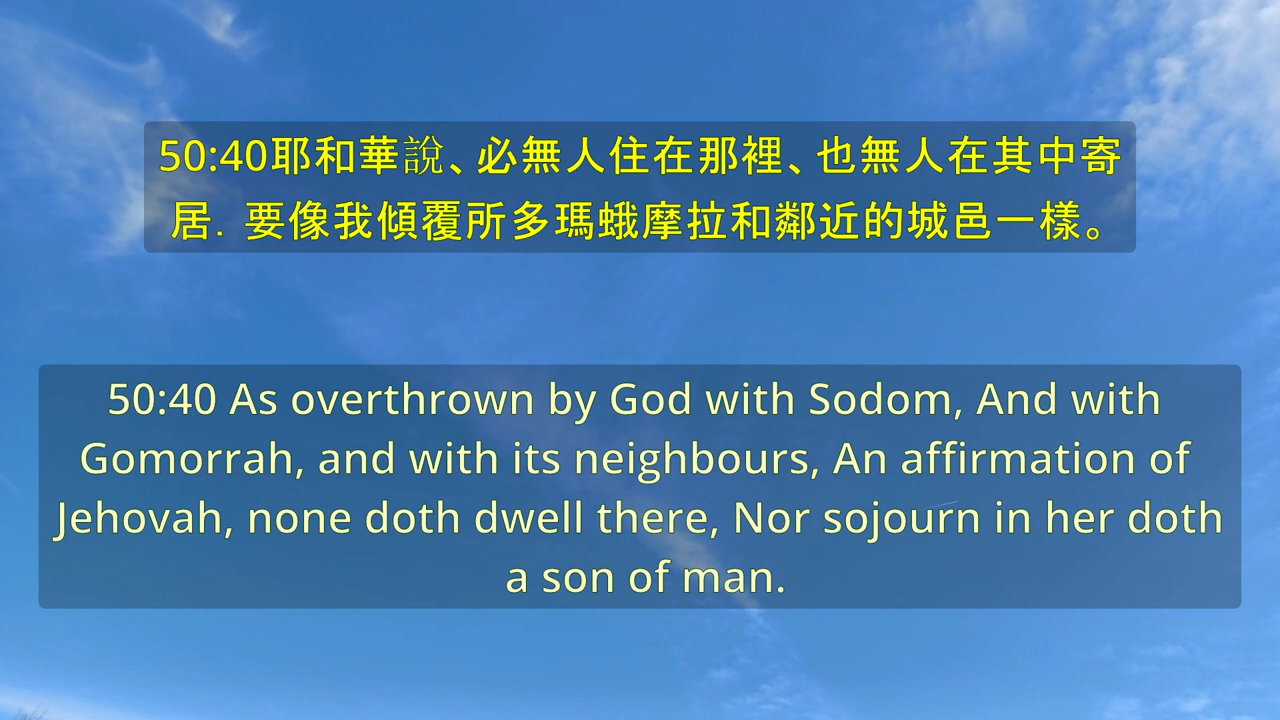 50:40耶和華說、必無人住在那裡、也無人在其中寄
居．要像我傾覆所多瑪蛾摩拉和鄰近的城邑一樣。
50:40 As overthrown by God with Sodom, And with
Gomorrah, and with its neighbours, An affirmation of
Jehovah, none doth dwell there, Nor sojourn in her doth
a son of man.